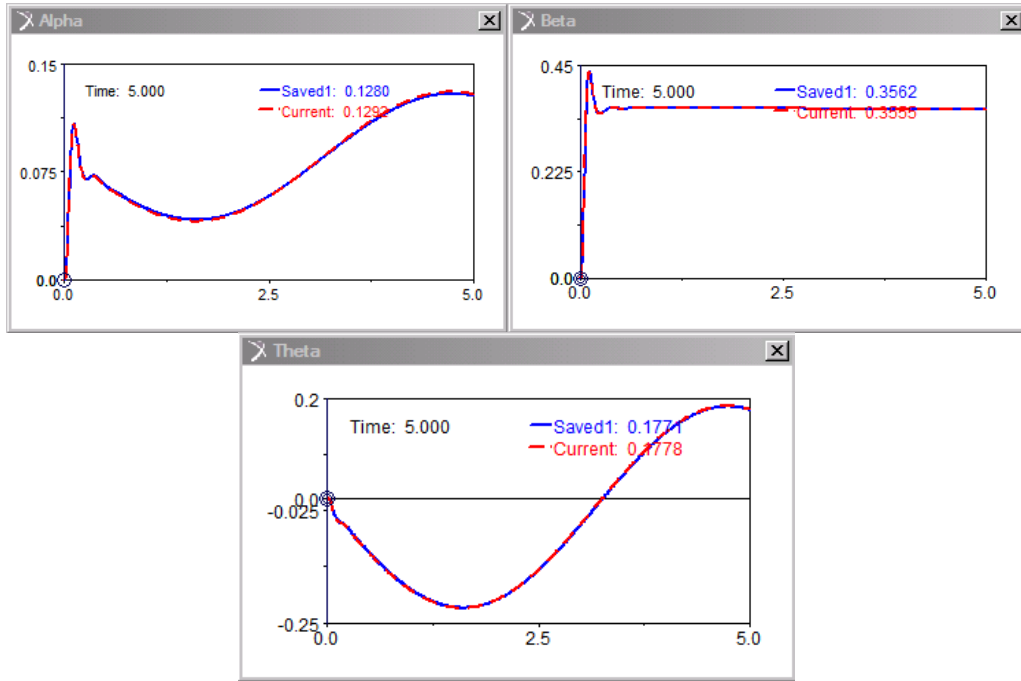 Alpha
0.15
Time: 5.000
Saved1: 0.1280
'Current: 0.1292
0.075
0.0
0.0 2.5 5.0
Beta
0.45
Time: 5.000
Saved1: 0.3562
'Current: 0.3555
0.225
0.0
0.0 2.5 5.0
Theta
0.2
Time: 5.000
Saved1: 0.1771
'Current: 0.1778
0.0
-0.025
-0.25
0.0 2.5 5.0